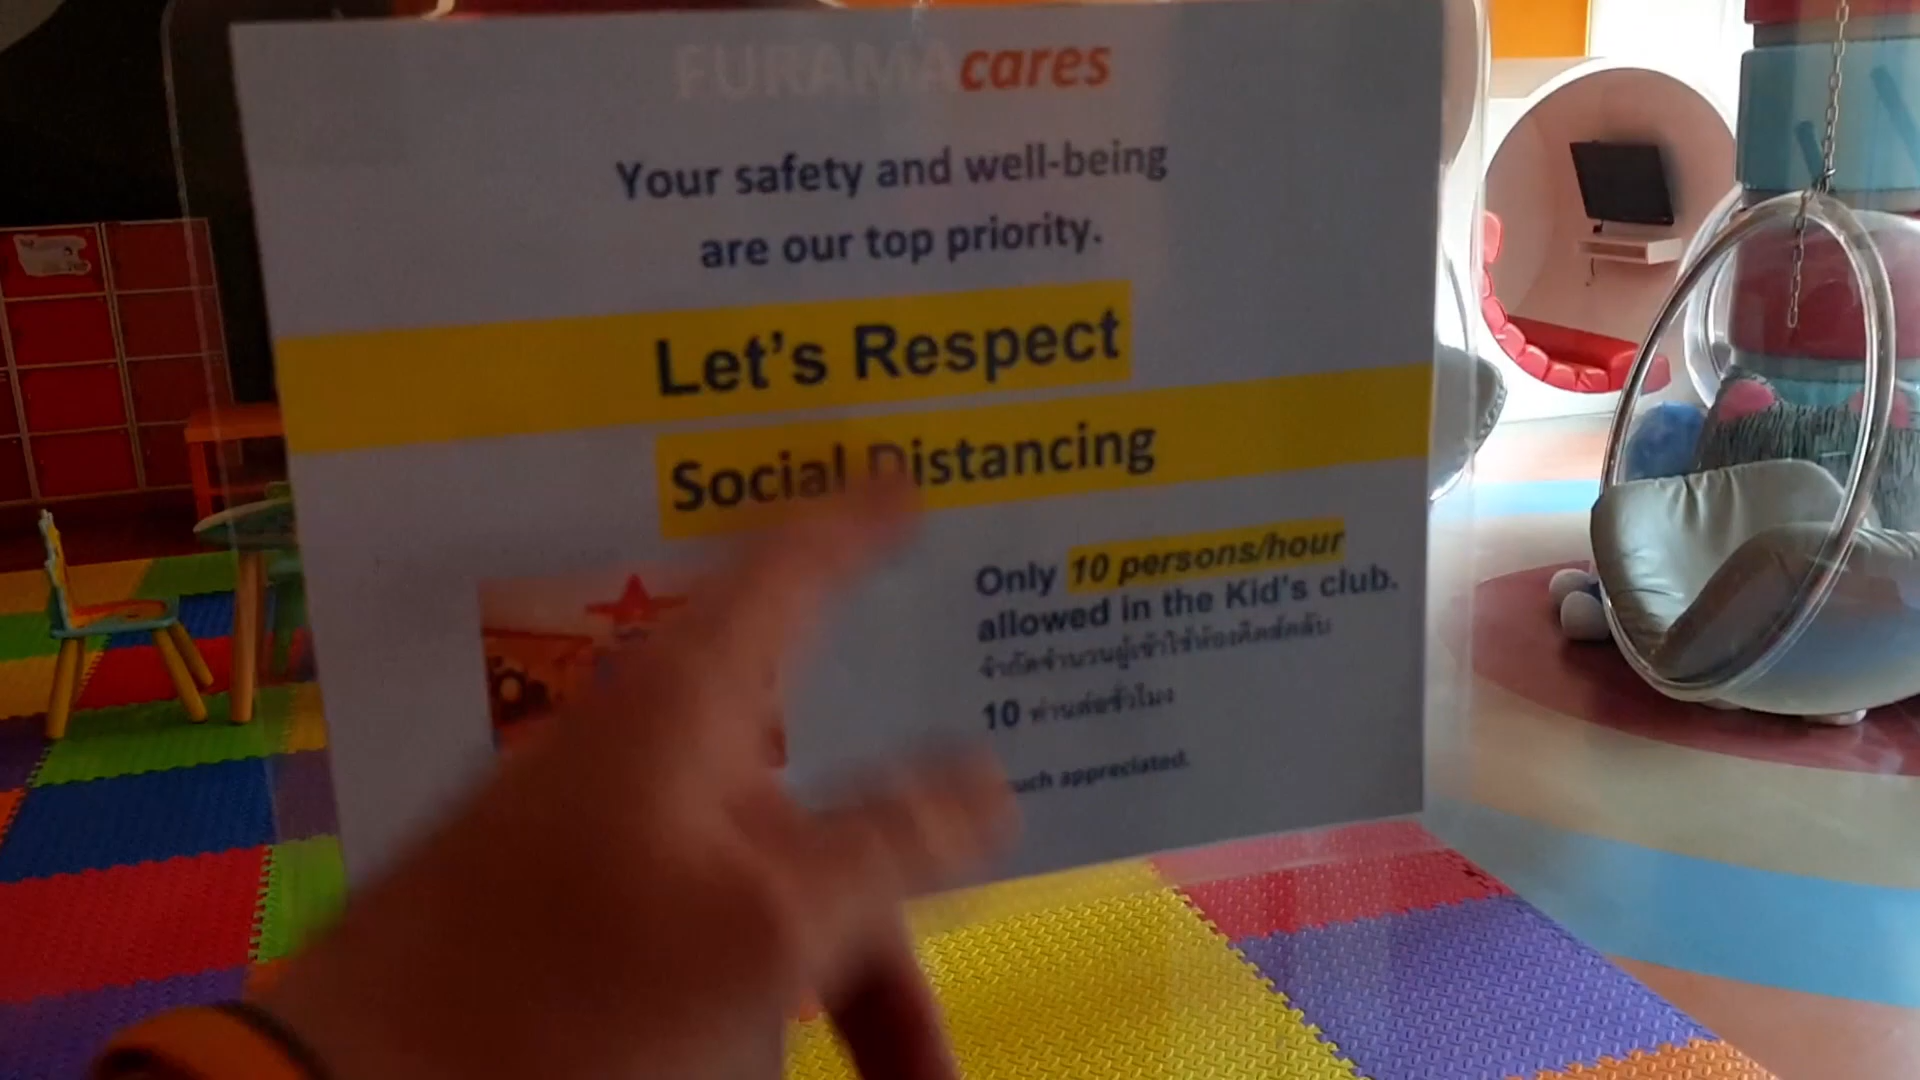 FURAMAcares
Your safety and well-being
are our top priority.
Let's Respect
Social Distancing
Only 10 persons/hour
allowed in the Kid's club.
จำกัดจำนวนผู้เข้าใช้ห้องคิดส์คลับ
10 ท่านต่อชั่วโมง
appreciated.